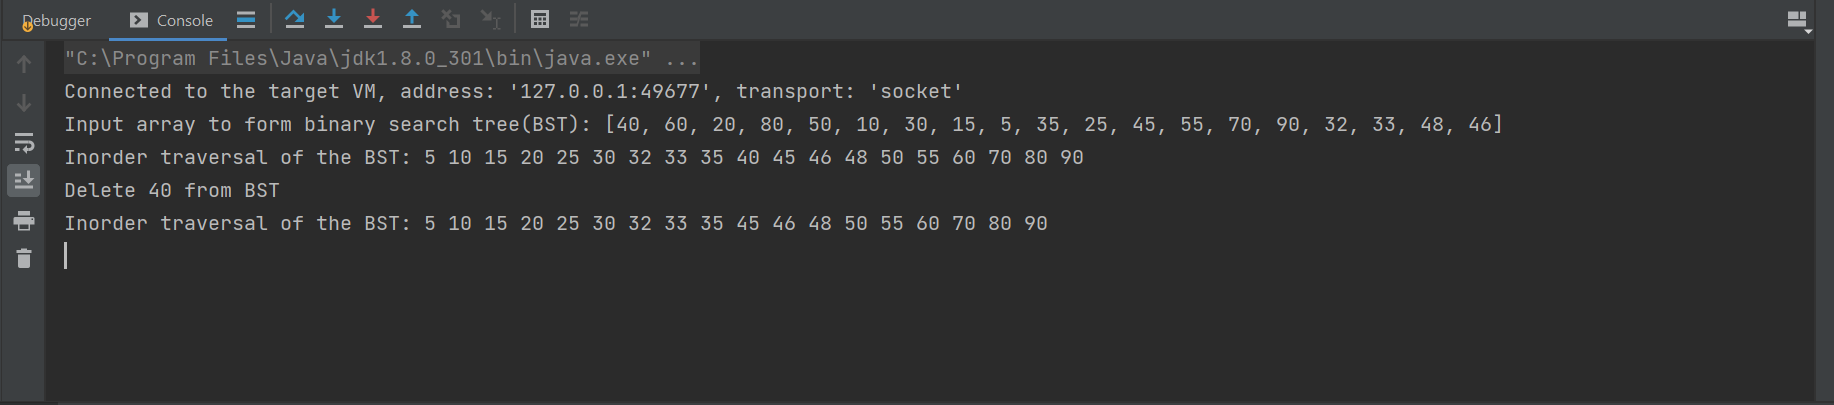 Debugger Console
"C:\Program Files\Java\jdk1.8.0_301\bin\java.exe" ...
Connected to the target VM, address: '127.0.0.1:49677', transport: 'socket'
Input array to form binary search tree(BST): [40, 60, 20, 80, 50, 10, 30, 15, 5, 35, 25, 45, 55, 70, 90, 32, 33, 48, 46]
Inorder traversal of the BST: 5 10 15 20 25 30 32 33 35 40 45 46 48 50 55 60 70 80 90
Delete 40 from BST
Inorder traversal of the BST: 5 10 15 20 25 30 32 33 35 45 46 48 50 55 60 70 80 90